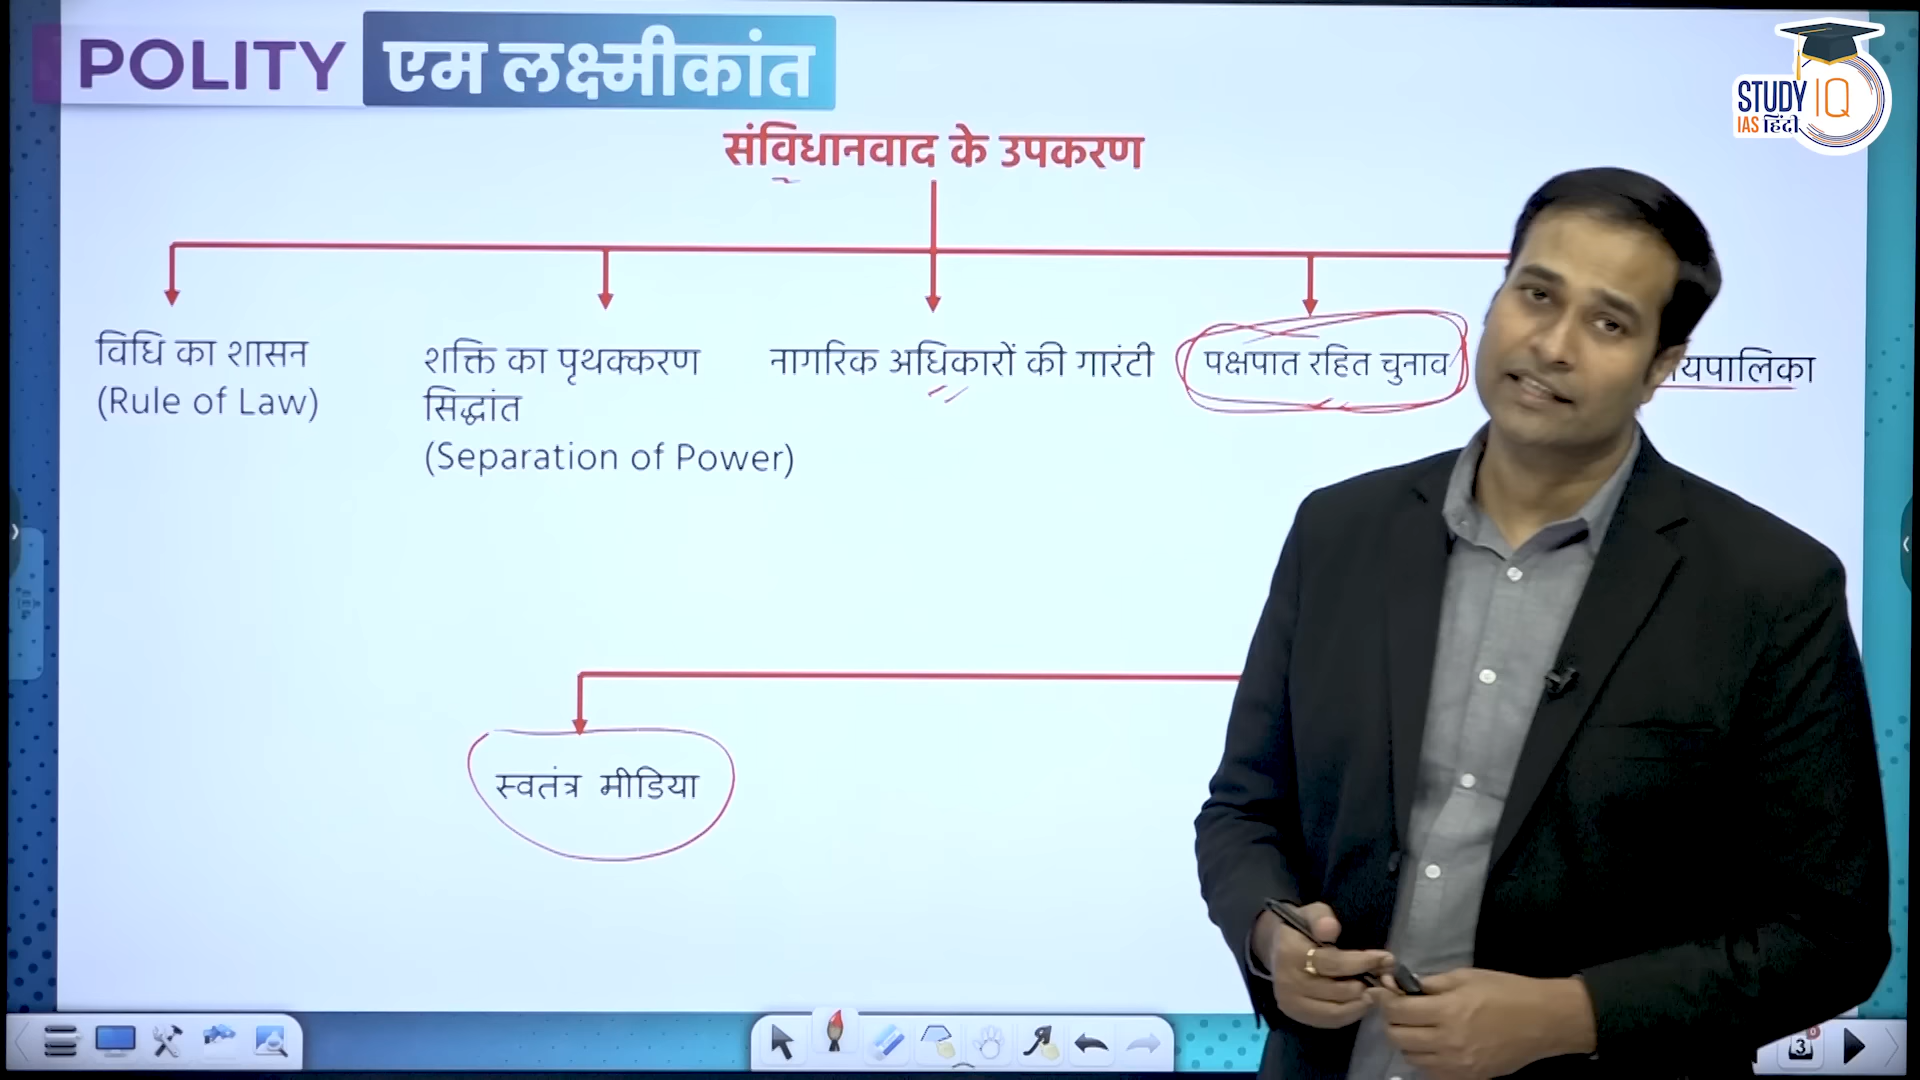 POLITY एम लक्ष्मीकांत
STUDY IQ
IAS हिंदी
संविधानवाद के उपकरण
विधि का शासन
(Rule of Law)
शक्ति का पृथक्करण
सिद्धांत
(Separation of Power)
नागरिक अधिकारों की गारंटी
पक्षपात रहित चुनाव
यपालिका
स्वतंत्र मीडिया
3